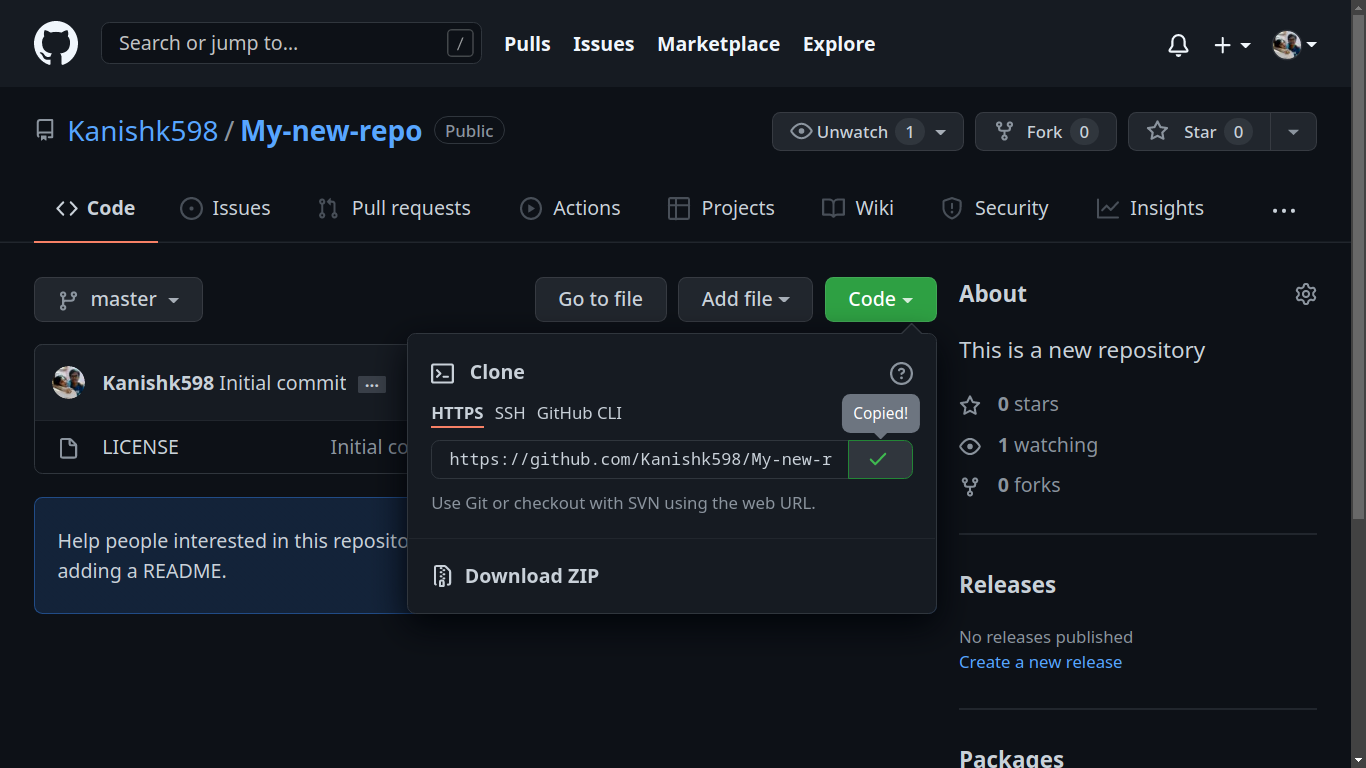 Search or jump to... / Pulls Issues Marketplace Explore
Kanishk598 / My-new-repo Public Unwatch 1 Fork 0 Star 0
Code Issues Pull requests Actions Projects Wiki Security Insights ...
master Go to file Add file Code
Kanishk598 Initial commit ...
LICENSE Initial co
Help people interested in this reposito
adding a README.
Clone
HTTPS SSH GitHub CLI Copied!
https://github.com/Kanishk598/My-new-r
Use Git or checkout with SVN using the web URL.
Download ZIP
About
This is a new repository
0 stars
1 watching
0 forks
Releases
No releases published
Create a new release
Packages